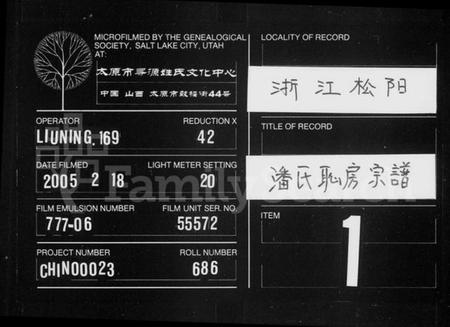 MICROFILMED BY THE GENEALOGICAL
SOCIETY, SALT LAKE CITY, UTAH
AT:
太原市寻源姓氏文化中心
中国 山西 太原市鼓楼街44号
OPERATOR
LIUNING, 169
REDUCTION X
42
DATE FILMED
2005 2 18
LIGHT METER SETTING
20
FILM EMULSION NUMBER
777-06
FILM UNIT SER. NO.
55572
PROJECT NUMBER
CHINO0023
ROLL NUMBER
686
LOCALITY OF RECORD
浙江松阳
TITLE OF RECORD
潘氏耻房宗譜
ITEM
1
FamilySearch